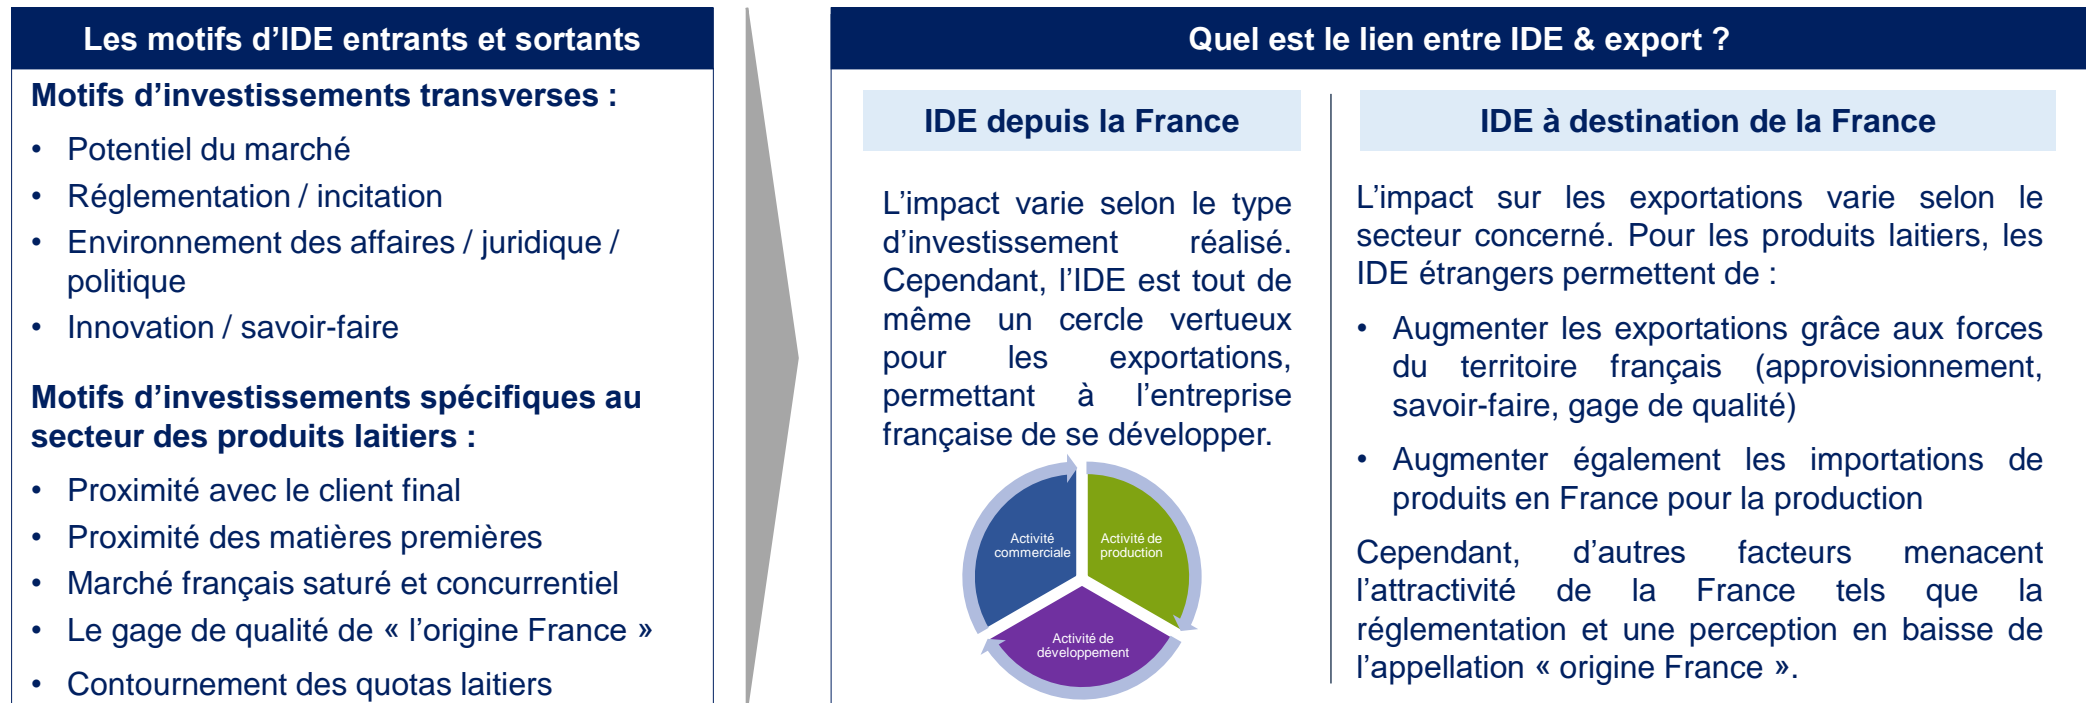 Les motifs d’IDE entrants et sortants
Motifs d’investissements transverses :
• Potentiel du marché
• Réglementation / incitation
• Environnement des affaires / juridique /
politique
• Innovation / savoir-faire
Motifs d’investissements spécifiques au
secteur des produits laitiers :
• Proximité avec le client final
• Proximité des matières premières
• Marché français saturé et concurrentiel
• Le gage de qualité de « l’origine France »
• Contournement des quotas laitiers
Quel est le lien entre IDE & export ?
IDE depuis la France
L’impact varie selon le type
d’investissement réalisé.
Cependant, l’IDE est tout de
même un cercle vertueux
pour les exportations,
permettant à l’entreprise
française de se développer.
Activité
commerciale
Activité de
production
Activité de
développement
IDE à destination de la France
L’impact sur les exportations varie selon le
secteur concerné. Pour les produits laitiers, les
IDE étrangers permettent de :
• Augmenter les exportations grâce aux forces
du territoire français (approvisionnement,
savoir-faire, gage de qualité)
• Augmenter également les importations de
produits en France pour la production
Cependant, d’autres facteurs menacent
l’attractivité de la France tels que la
réglementation et une perception en baisse de
l’appellation « origine France ».